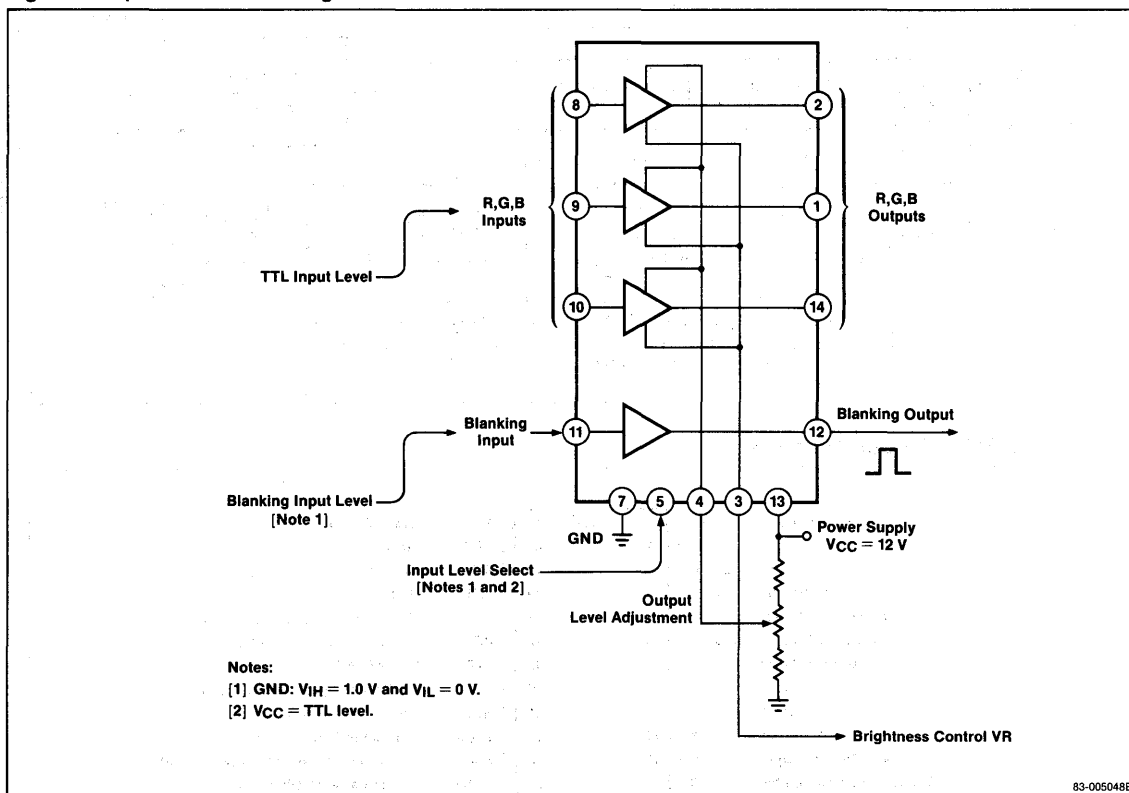 8
2
9
R,G,B
Inputs
1
R,G,B
Outputs
TTL Input Level
10
14
Blanking
Input
11
12
Blanking Output
Blanking Input Level
[Note 1]
7
5
4
3
13
GND
Power Supply
VCC = 12 V
Input Level Select
[Notes 1 and 2]
Output
Level Adjustment
Notes:
[1] GND: VIH = 1.0 V and VIL = 0 V.
[2] VCC = TTL level.
Brightness Control VR
83-005048B